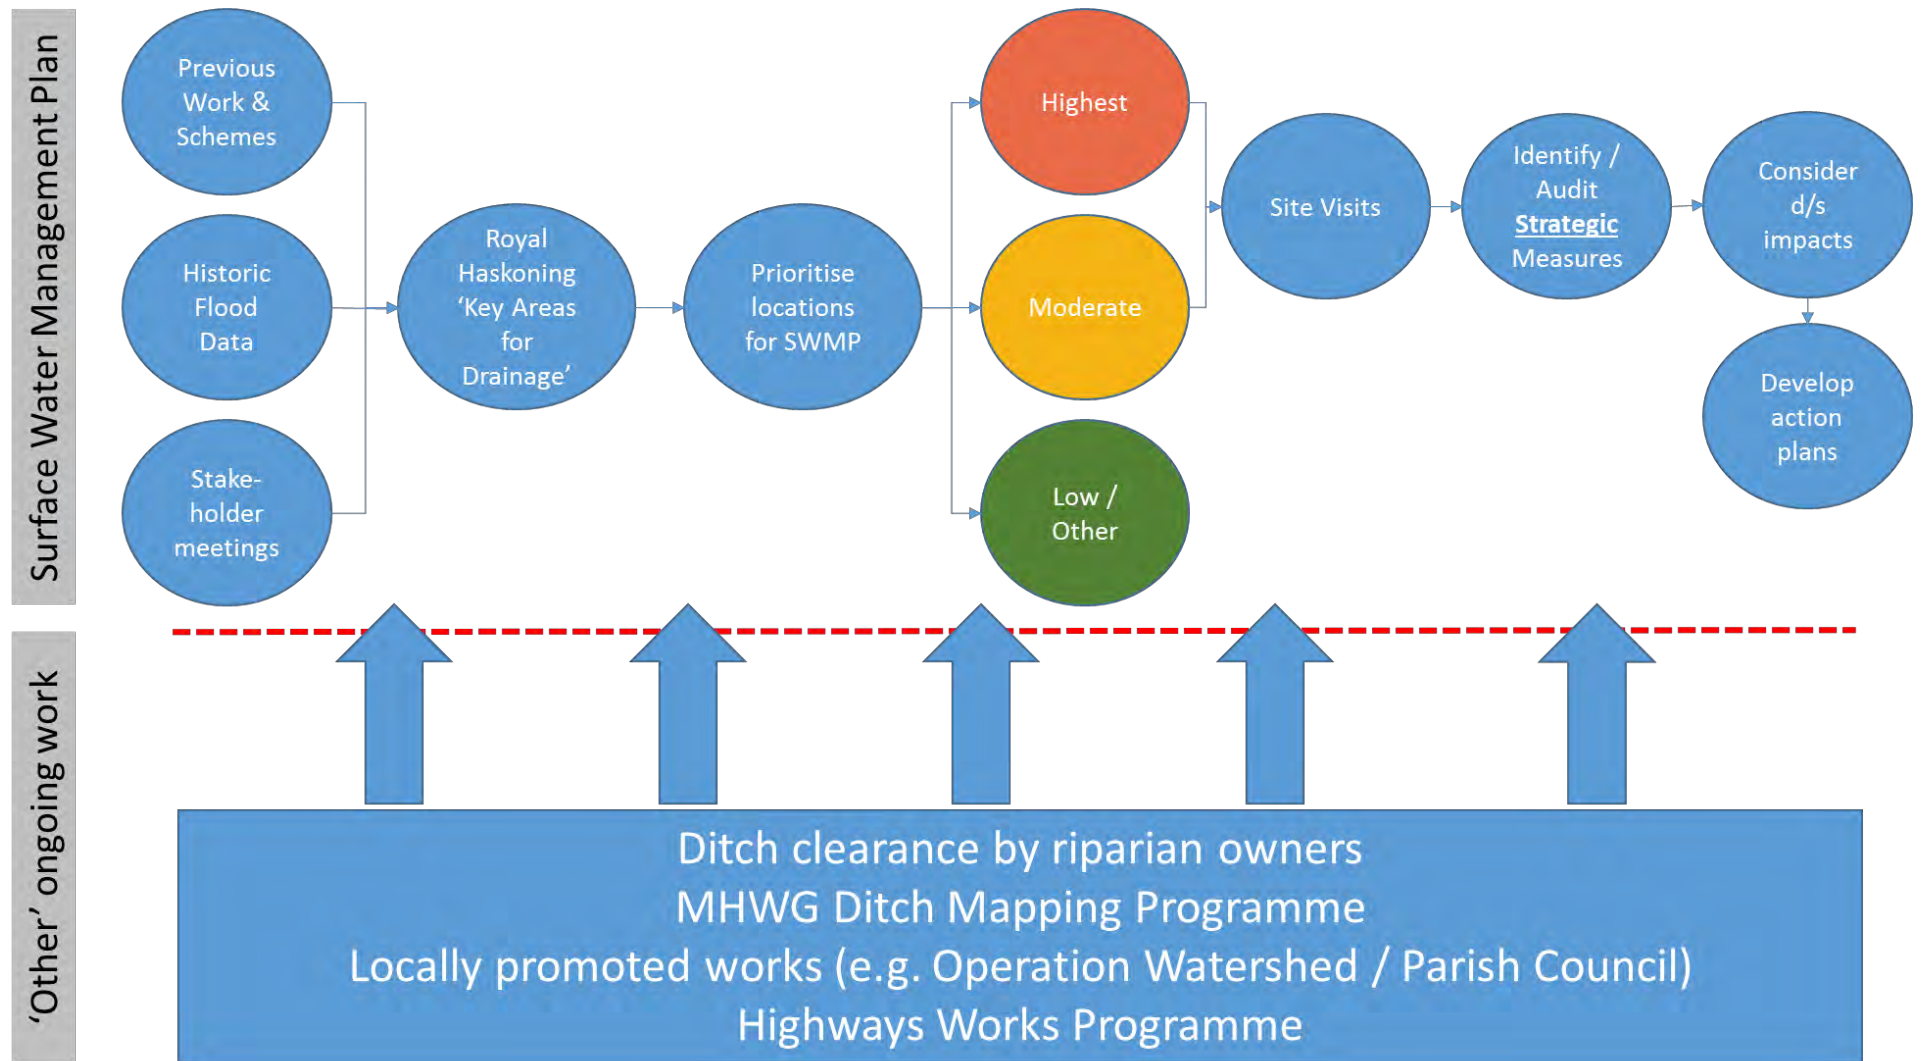 Surface Water Management Plan
Previous
Work &
Schemes
Historic
Flood
Data
Stake-
holder
meetings
Royal
Haskoning
‘Key Areas
for
Drainage’
Prioritise
locations
for SWMP
Highest
Moderate
Low /
Other
Site Visits
Identify /
Audit
Strategic
Measures
Consider
d/s
impacts
Develop
action
plans
‘Other’ ongoing work
Ditch clearance by riparian owners
MHWG Ditch Mapping Programme
Locally promoted works (e.g. Operation Watershed / Parish Council)
Highways Works Programme